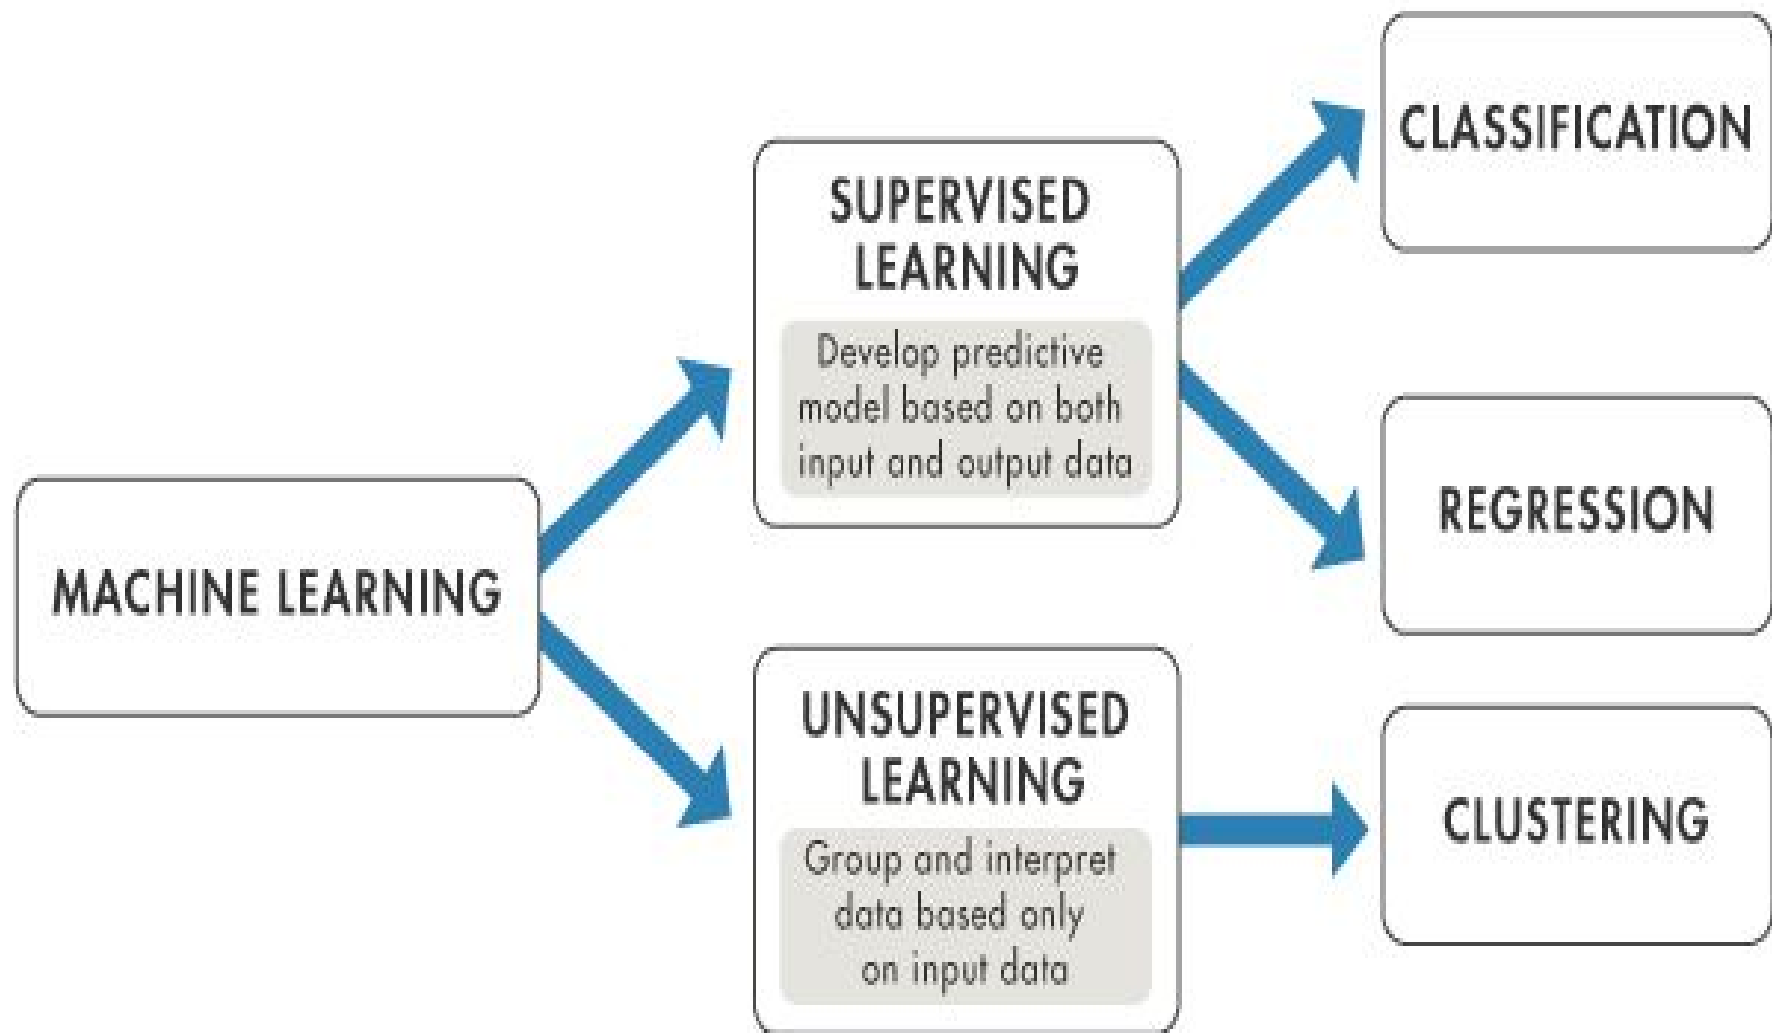 MACHINE LEARNING
SUPERVISED
LEARNING
Develop predictive
model based on both
input and output data
UNSUPERVISED
LEARNING
Group and interpret
data based only
on input data
CLASSIFICATION
REGRESSION
CLUSTERING